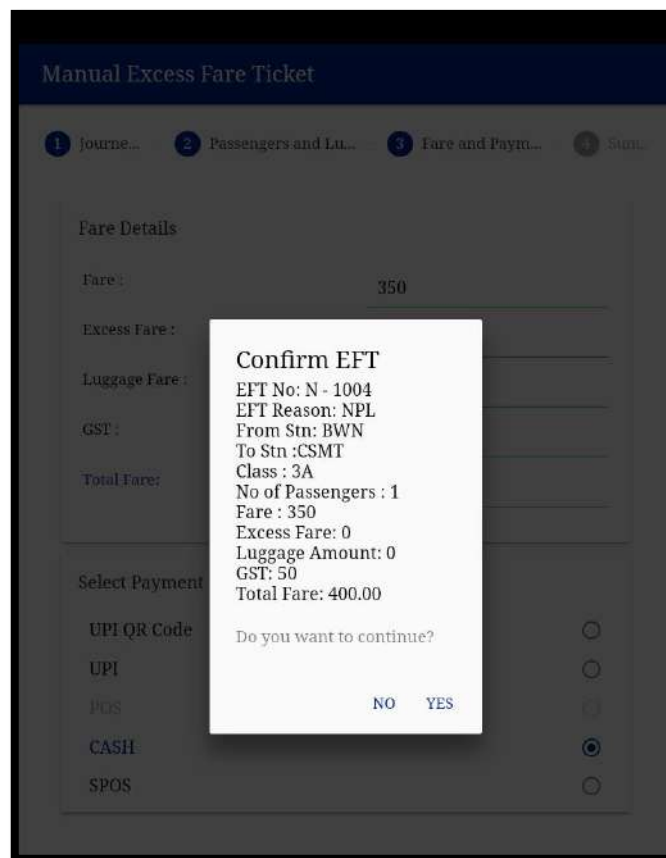 Manual Excess Fare Ticket
1 Journe... 2 Passengers and Lu... 3 Fare and Paym... 4 Sum...
Fare Details
Fare : 350
Excess Fare :
Luggage Fare :
GST :
Total Fare:
Confirm EFT
EFT No: N - 1004
EFT Reason: NPL
From Stn: BWN
To Stn :CSMT
Class : 3A
No of Passengers : 1
Fare : 350
Excess Fare: 0
Luggage Amount: 0
GST: 50
Total Fare: 400.00
Do you want to continue?
NO YES
Select Payment
UPI QR Code
UPI
POS
CASH
SPOS